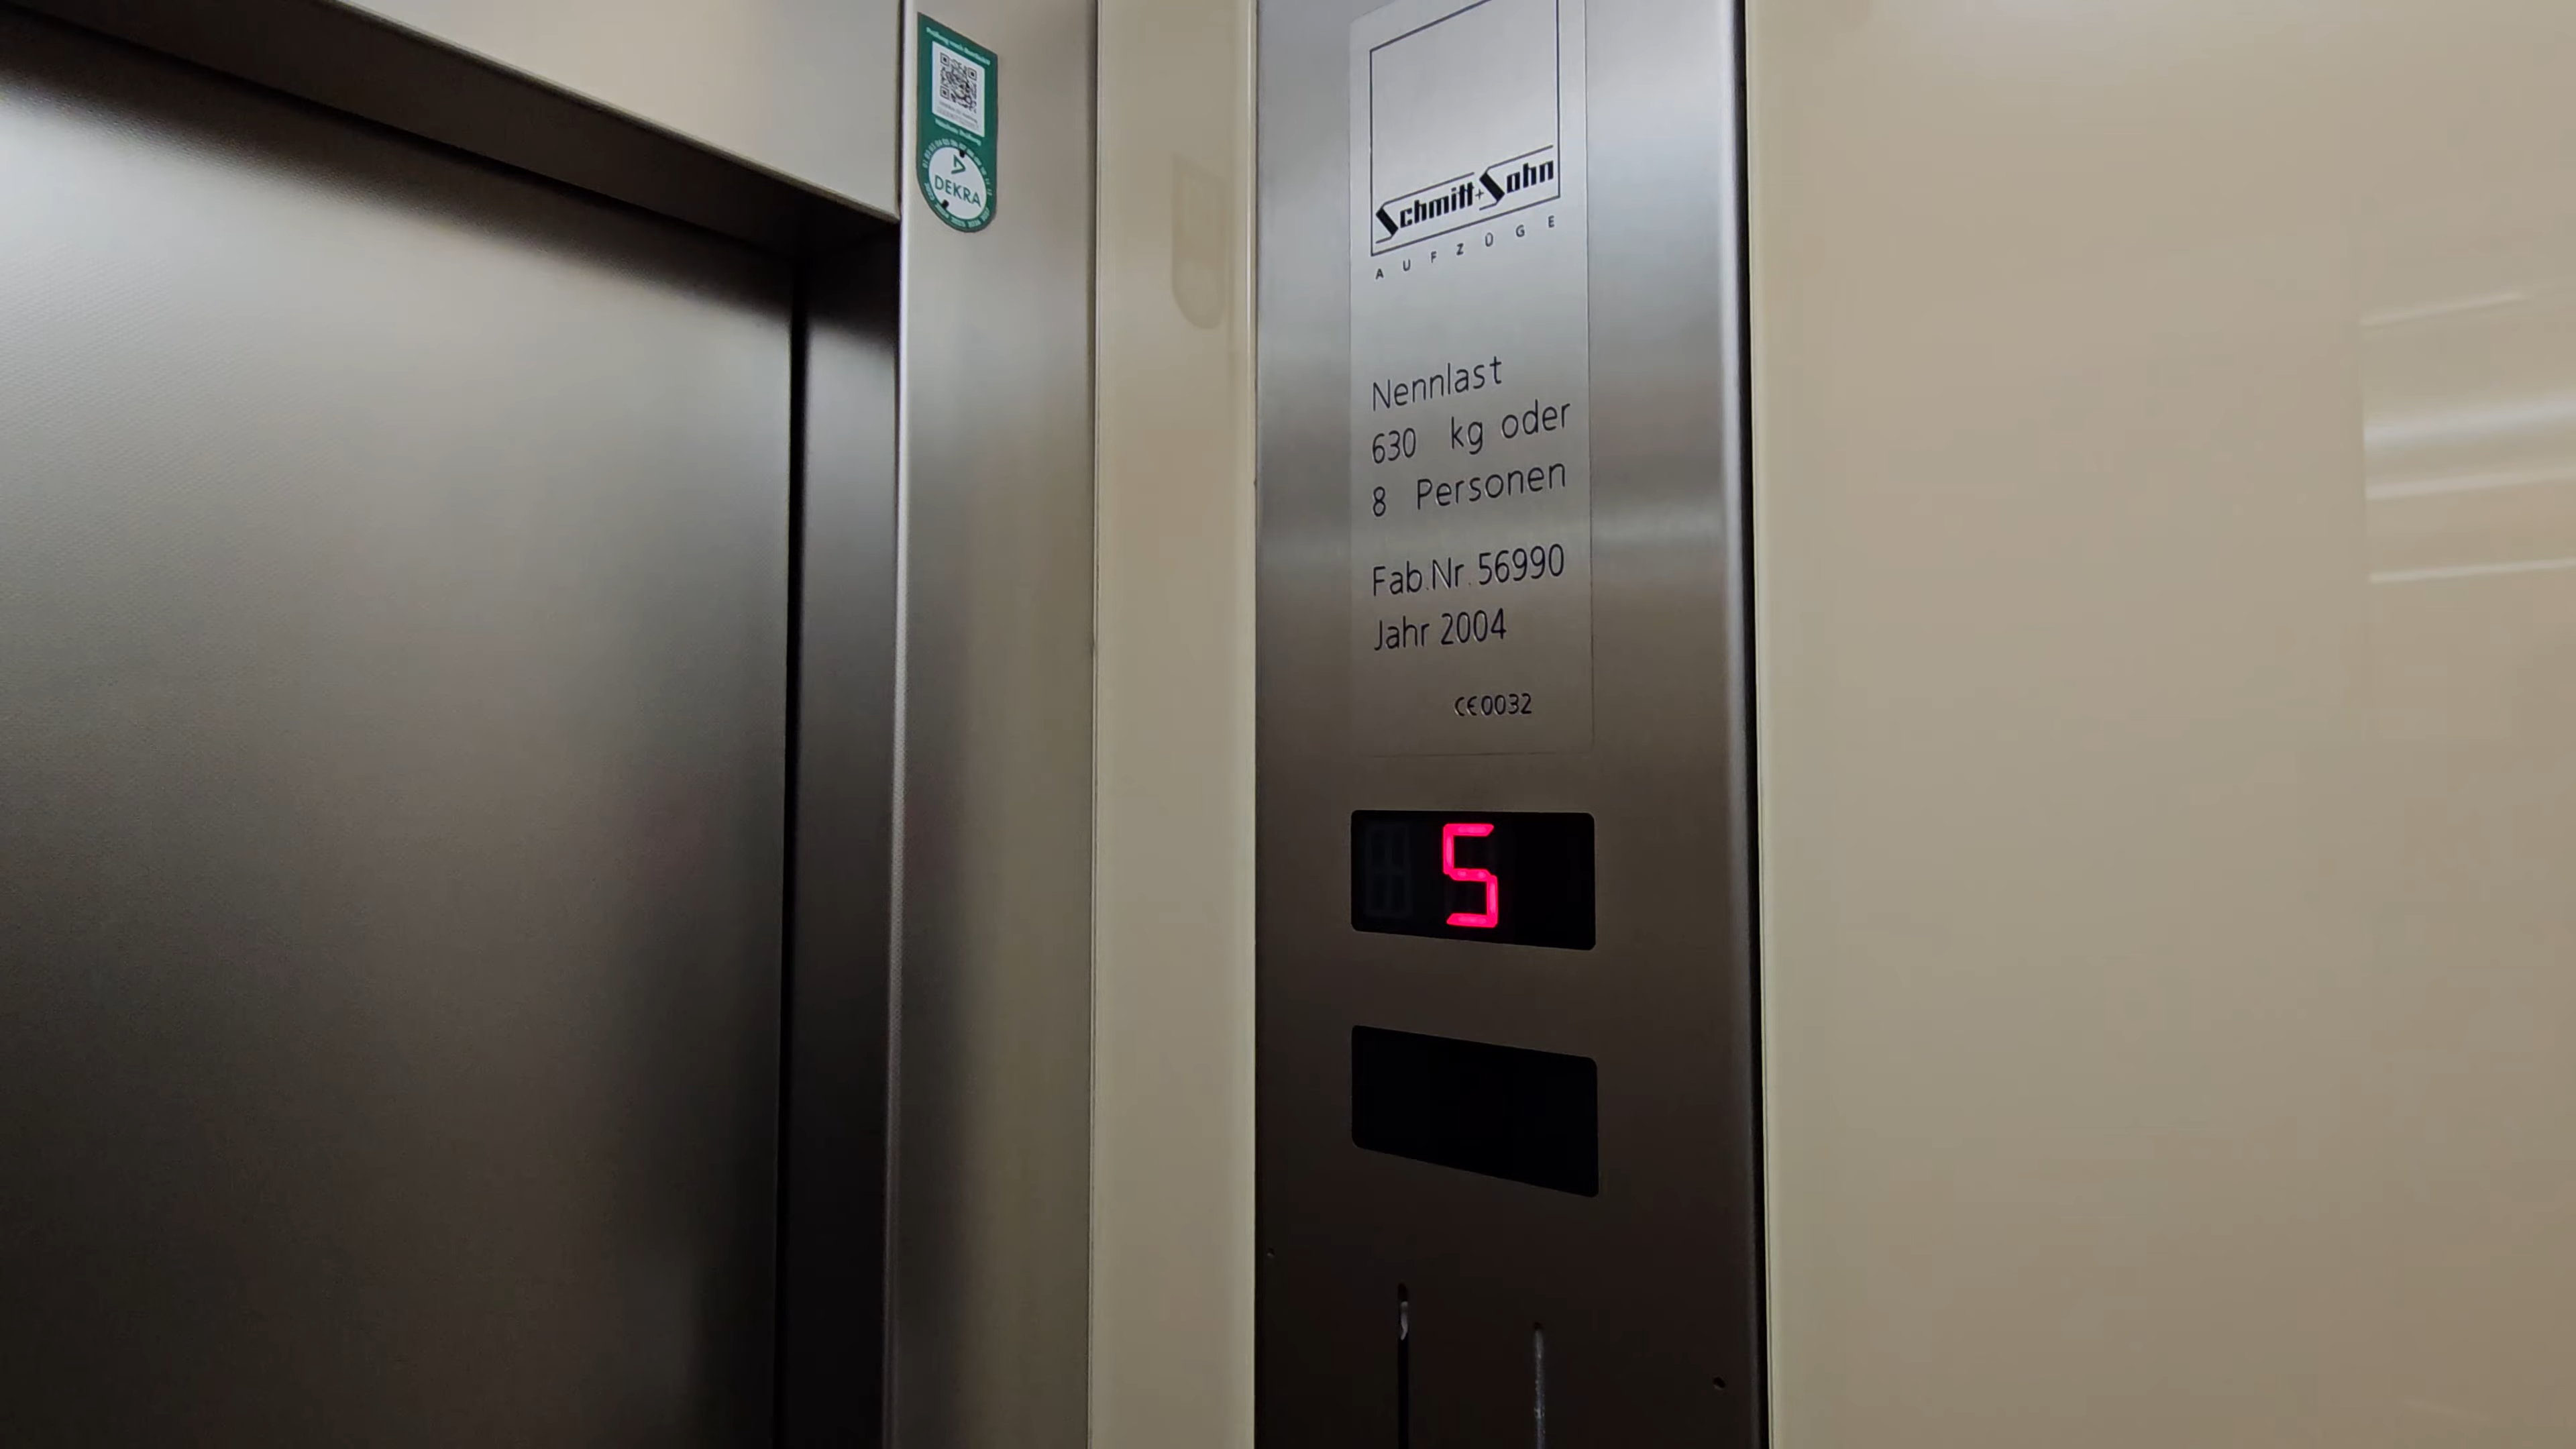 DEKRA
Schmitt+Sohn
AUFZÜGE
Nennlast
630 kg oder
8 Personen
Fab.Nr. 56990
Jahr 2004
CE0032
5